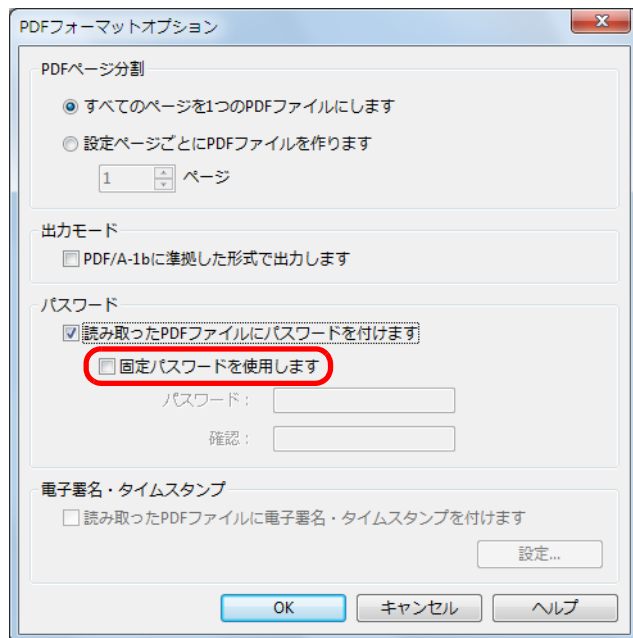 PDFフォーマットオプション
PDFページ分割
すべてのページを1つのPDFファイルにします
設定ページごとにPDFファイルを作ります
1 ページ
出力モード
PDF/A-1bに準拠した形式で出力します
パスワード
読み取ったPDFファイルにパスワードを付けます
固定パスワードを使用します
パスワード：
確認：
電子署名・タイムスタンプ
読み取ったPDFファイルに電子署名・タイムスタンプを付けます
設定...
OK キャンセル ヘルプ